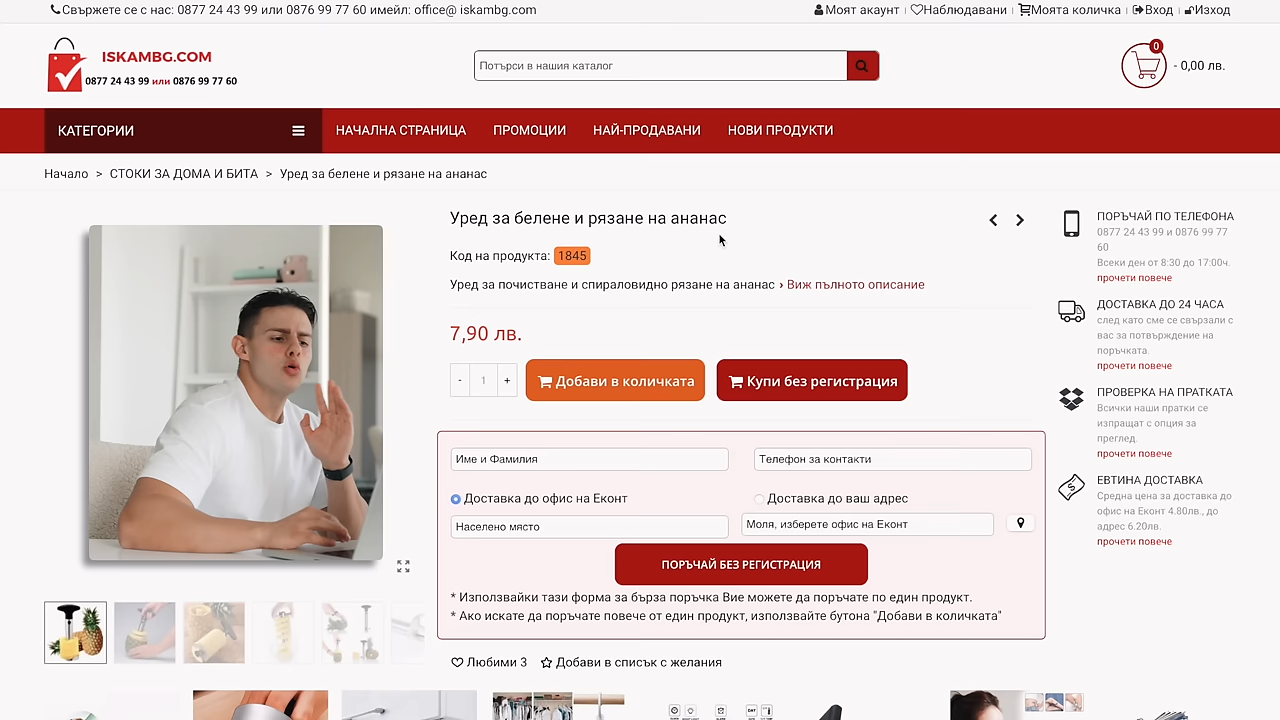 Свържете се с нас: 0877 24 43 99 или 0876 99 77 60 имейл: office@ iskambg.com
Моят акаунт
Наблюдавани
Моята количка
Вход
Изход
ISKAMBG.COM
0877 24 43 99 или 0876 99 77 60
Потърси в нашия каталог
0
- 0,00 лв.
КАТЕГОРИИ
НАЧАЛНА СТРАНИЦА
ПРОМОЦИИ
НАЙ-ПРОДАВАНИ
НОВИ ПРОДУКТИ
Начало > СТОКИ ЗА ДОМА И БИТА > Уред за белене и рязане на ананас
Уред за белене и рязане на ананас
Код на продукта: 1845
Уред за почистване и спираловидно рязане на ананас › Виж пълното описание
7,90 лв.
- 1 +
Добави в количката
Купи без регистрация
Име и Фамилия
Телефон за контакти
Доставка до офис на Еконт
Доставка до ваш адрес
Населено място
Моля, изберете офис на Еконт
ПОРЪЧАЙ БЕЗ РЕГИСТРАЦИЯ
* Използвайки тази форма за бърза поръчка Вие можете да поръчате по един продукт.
* Ако искате да поръчате повече от един продукт, използвайте бутона "Добави в количката"
Любими 3
Добави в списък с желания
ПОРЪЧАЙ ПО ТЕЛЕФОНА
0877 24 43 99 и 0876 99 77
60
Всеки ден от 8:30 до 17:00ч.
прочети повече
ДОСТАВКА ДО 24 ЧАСА
след като сме се свързали с
вас за потвърждение на
поръчката.
прочети повече
ПРОВЕРКА НА ПРАТКАТА
Всички наши пратки се
изпращат с опция за
преглед.
прочети повече
ЕВТИНА ДОСТАВКА
Средна цена за доставка до
офис на Еконт 4.80лв., до
адрес 6.20лв.
прочети повече